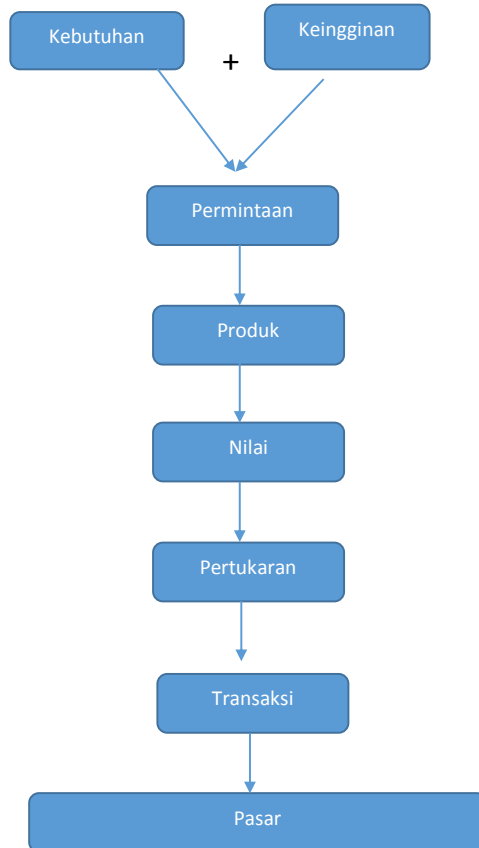 Kebutuhan
+
Keingginan
Permintaan
Produk
Nilai
Pertukaran
Transaksi
Pasar